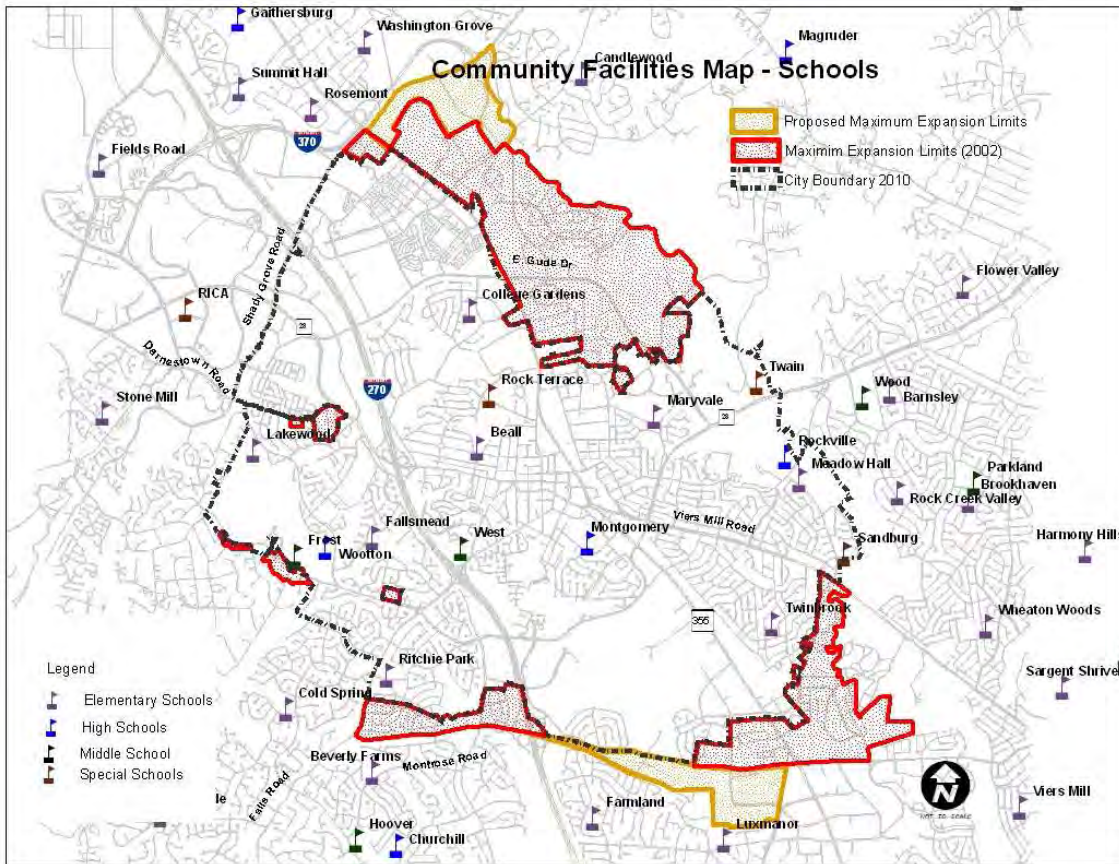 Gaithersburg
Washington Grove
Candlewood
Magruder
Community Facilities Map - Schools
Summit Hall
Rosemont
Proposed Maximum Expansion Limits
Maximim Expansion Limits (2002)
City Boundary 2010
370
Fields Road
Shady Grove Road
E. Gude Dr
Flower Valley
RICA
College Gardens
28
Darnestown Road
270
Twain
Rock Terrace
Wood
Stone Mill
Maryvale
Barnsley
28
Lakewood
Beall
Rockville
Meadow Hall
Parkland
Brookhaven
Rock Creek Valley
Viers Mill Road
Fallsmead
West
Montgomery
Frost
Wootton
Sandburg
Harmony Hills
Twinbrook
355
Wheaton Woods
Ritchie Park
Sargent Shrivel
Cold Spring
Legend
Elementary Schools
High Schools
Middle School
Special Schools
Beverly Farms
Montrose Road
Falls Road
le
Farmland
Luxmanor
Viers Mill
Hoover
Churchill
N
NOT TO SCALE